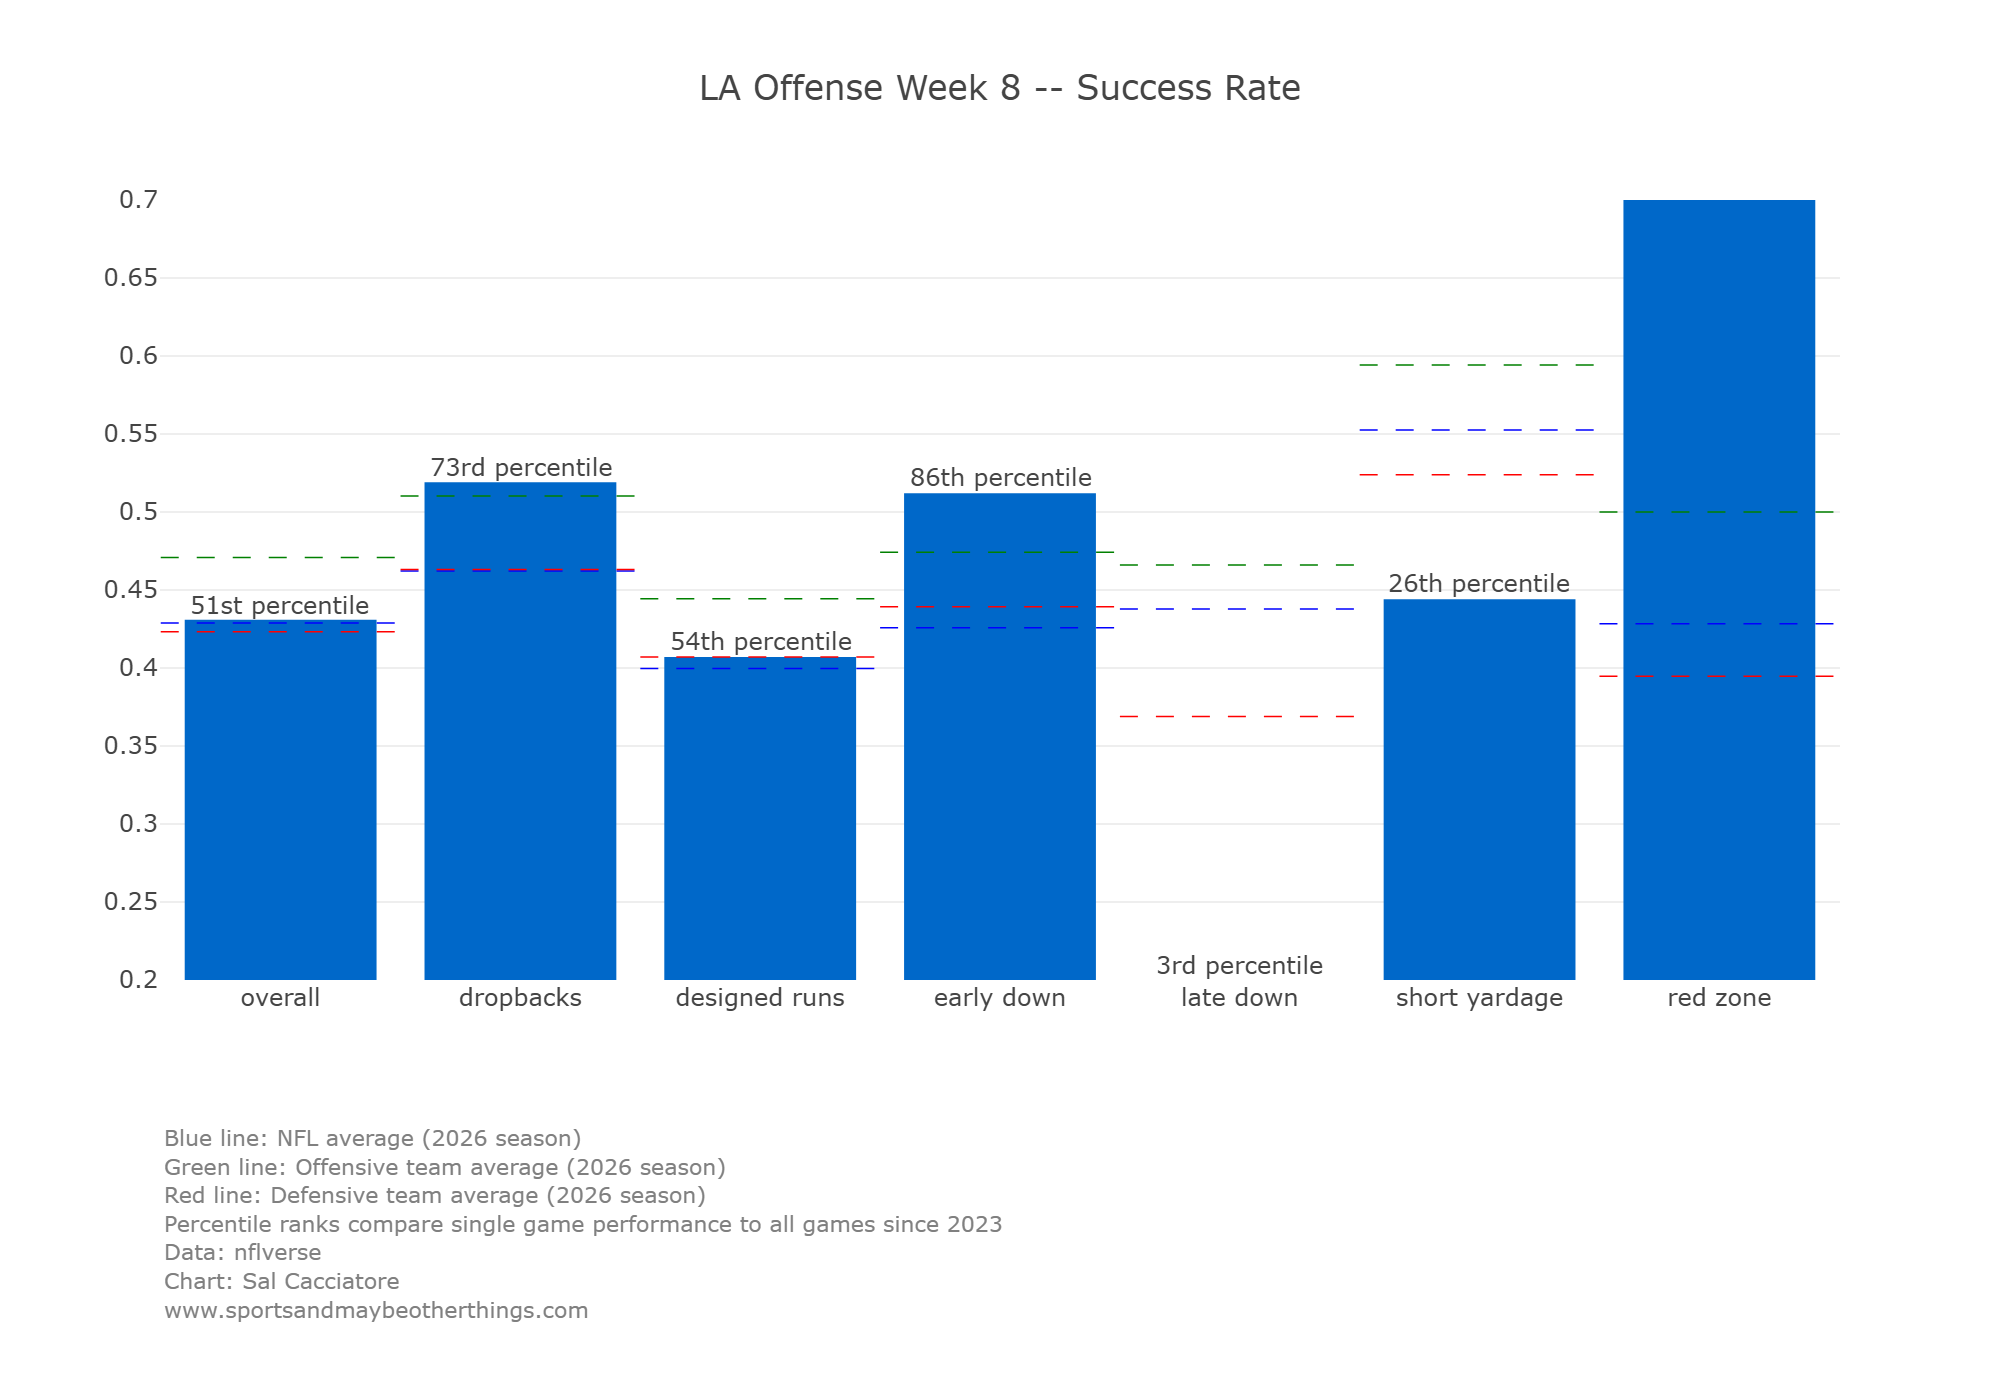 LA Offense Week 8 -- Success Rate
0.7
0.65
0.6
0.55
0.5
0.45
0.4
0.35
0.3
0.25
0.2
51st percentile
73rd percentile
54th percentile
86th percentile
3rd percentile
26th percentile
overall
dropbacks
designed runs
early down
late down
short yardage
red zone
Blue line: NFL average (2026 season)
Green line: Offensive team average (2026 season)
Red line: Defensive team average (2026 season)
Percentile ranks compare single game performance to all games since 2023
Data: nflverse
Chart: Sal Cacciatore
www.sportsandmaybeotherthings.com